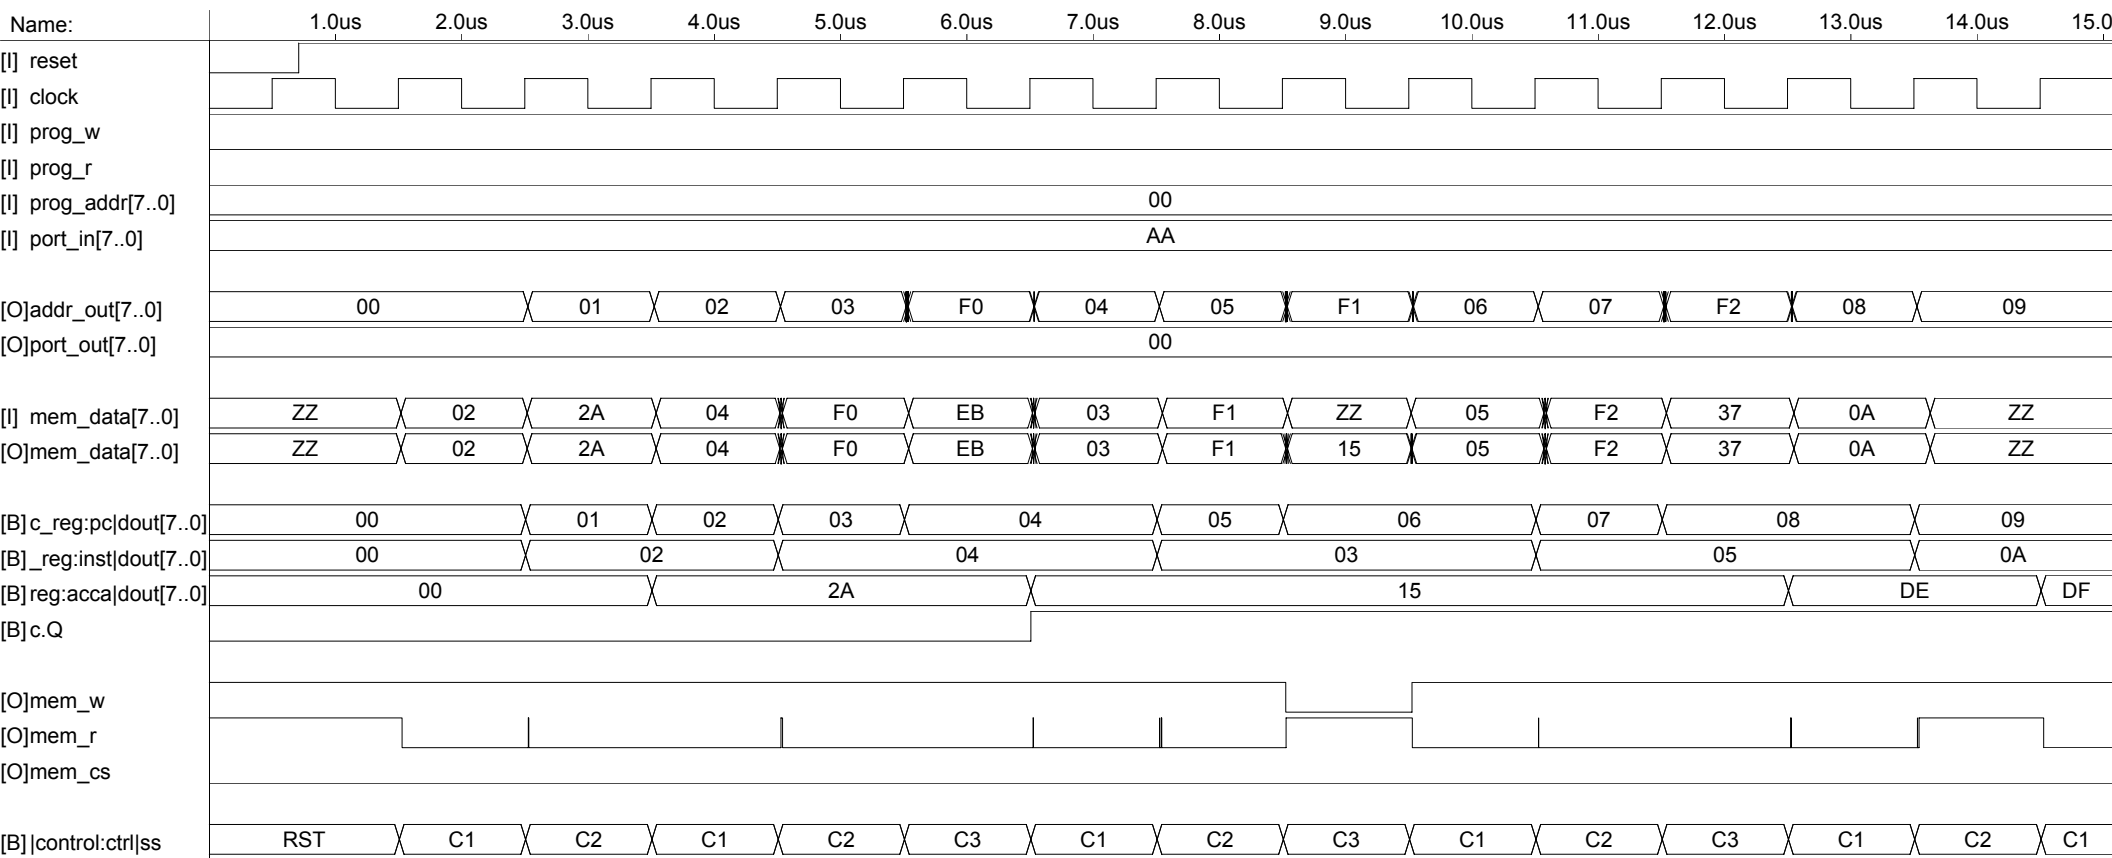 Name: 1.0us 2.0us 3.0us 4.0us 5.0us 6.0us 7.0us 8.0us 9.0us 10.0us 11.0us 12.0us 13.0us 14.0us 15.0
[I] reset
[I] clock
[I] prog_w
[I] prog_r
[I] prog_addr[7..0] 00
[I] port_in[7..0] AA
[O]addr_out[7..0] 00 01 02 03 F0 04 05 F1 06 07 F2 08 09
[O]port_out[7..0] 00
[I] mem_data[7..0] ZZ 02 2A 04 F0 EB 03 F1 ZZ 05 F2 37 0A ZZ
[O]mem_data[7..0] ZZ 02 2A 04 F0 EB 03 F1 15 05 F2 37 0A ZZ
[B]c_reg:pc|dout[7..0] 00 01 02 03 04 05 06 07 08 09
[B]_reg:inst|dout[7..0] 00 02 04 03 05 0A
[B]reg:acca|dout[7..0] 00 2A 15 DE DF
[B]c.Q
[O]mem_w
[O]mem_r
[O]mem_cs
[B]|control:ctrl|ss RST C1 C2 C1 C2 C3 C1 C2 C3 C1 C2 C3 C1 C2 C1